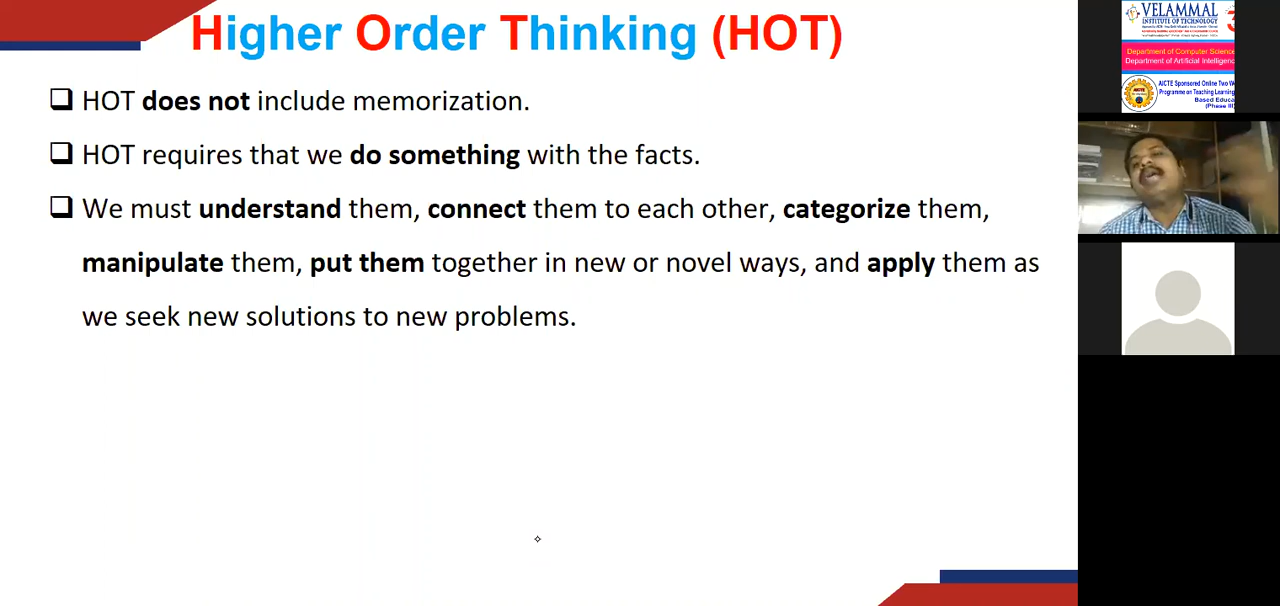 Higher Order Thinking (HOT)
HOT does not include memorization.
HOT requires that we do something with the facts.
We must understand them, connect them to each other, categorize them,
manipulate them, put them together in new or novel ways, and apply them as
we seek new solutions to new problems.
VELAMMAL
INSTITUTE OF TECHNOLOGY
Department of Computer Science
Department of Artificial Intelligenc
AICTE Sponsored Online Two W
Programme on Teaching Learning
Based Educa
(Phase III)